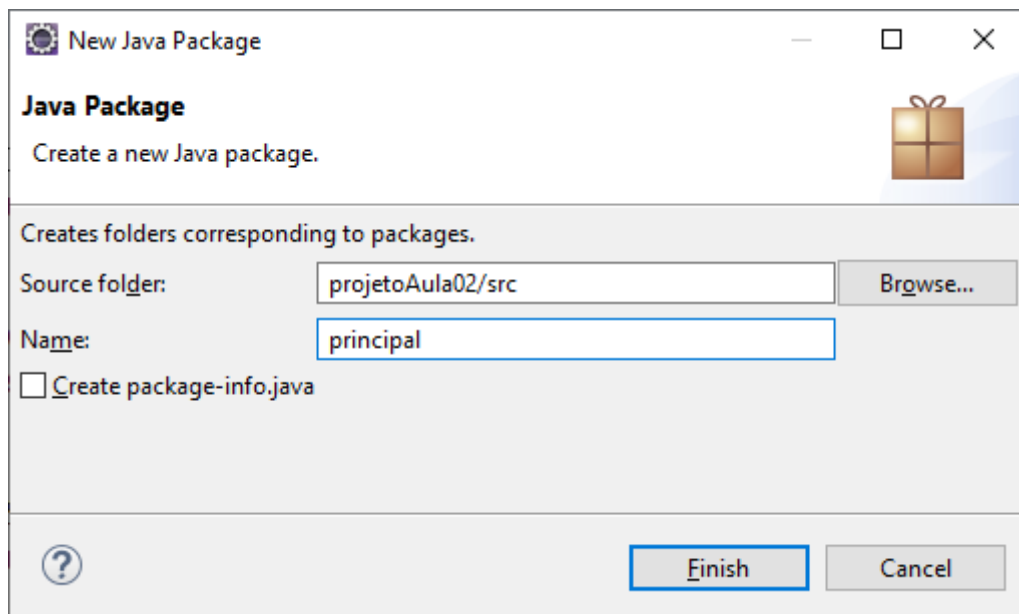 New Java Package
Java Package
Create a new Java package.
Creates folders corresponding to packages.
Source folder: projetoAula02/src Browse...
Name: principal
Create package-info.java
? Finish Cancel